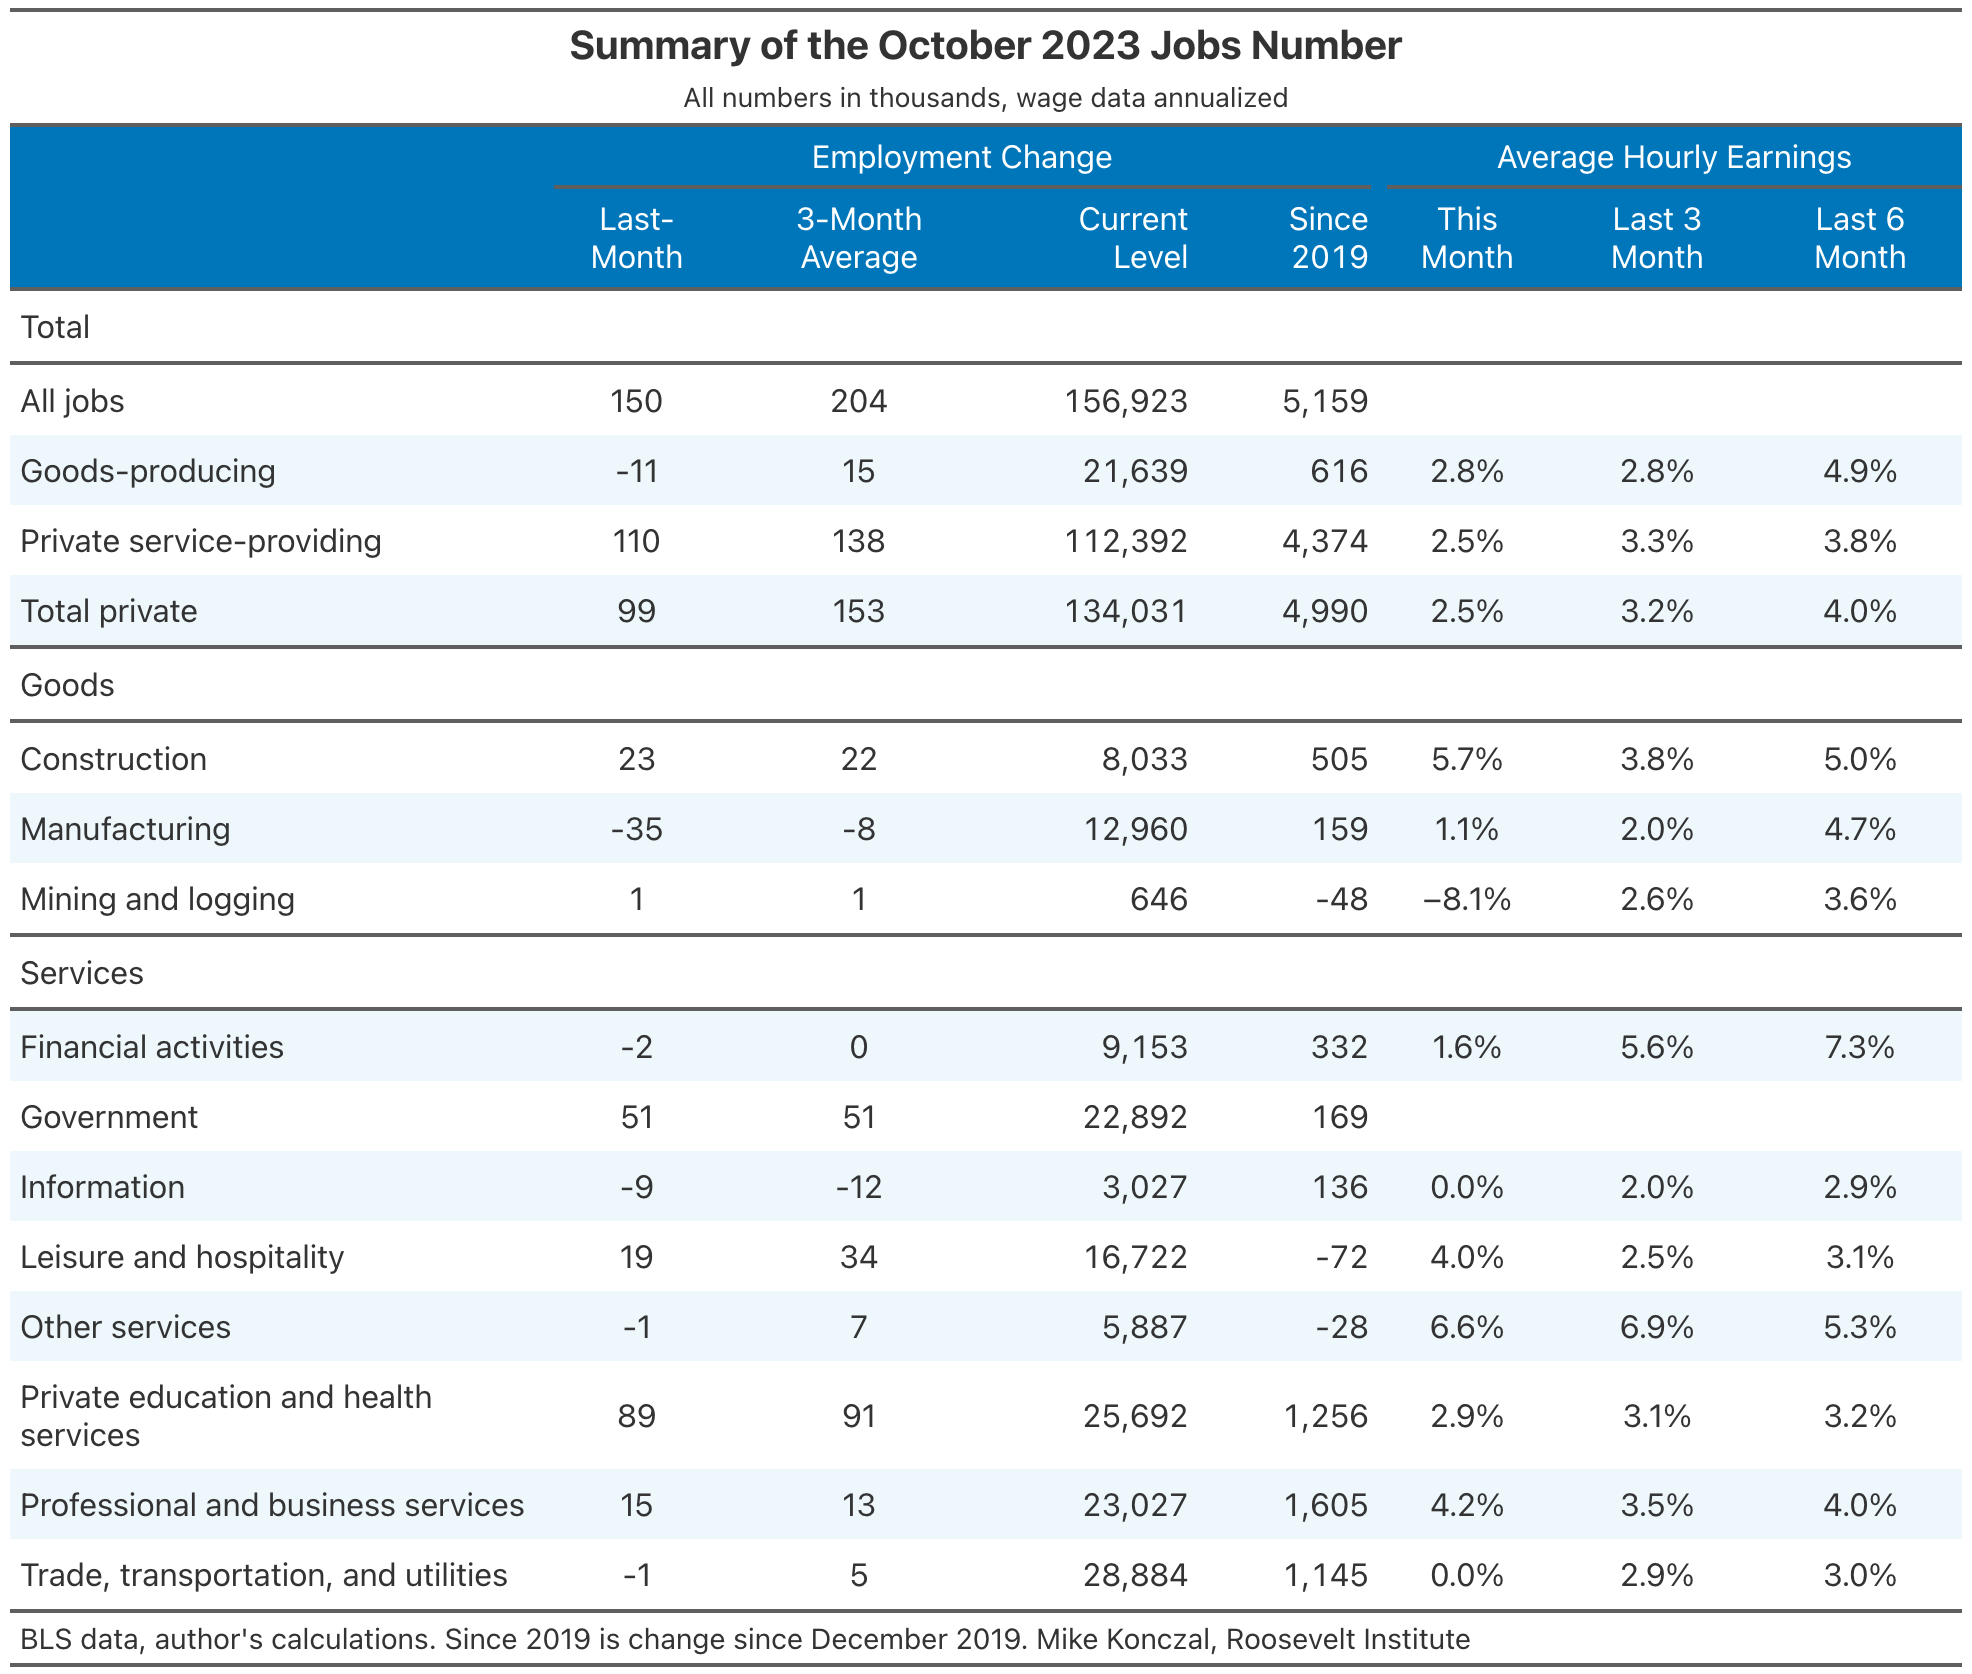 Summary of the October 2023 Jobs Number
All numbers in thousands, wage data annualized
Employment Change Average Hourly Earnings
Last- 3-Month Current Since This Last 3 Last 6
Month Average Level 2019 Month Month Month
Total
All jobs 150 204 156,923 5,159
Goods-producing -11 15 21,639 616 2.8% 2.8% 4.9%
Private service-providing 110 138 112,392 4,374 2.5% 3.3% 3.8%
Total private 99 153 134,031 4,990 2.5% 3.2% 4.0%
Goods
Construction 23 22 8,033 505 5.7% 3.8% 5.0%
Manufacturing -35 -8 12,960 159 1.1% 2.0% 4.7%
Mining and logging 1 1 646 -48 −8.1% 2.6% 3.6%
Services
Financial activities -2 0 9,153 332 1.6% 5.6% 7.3%
Government 51 51 22,892 169
Information -9 -12 3,027 136 0.0% 2.0% 2.9%
Leisure and hospitality 19 34 16,722 -72 4.0% 2.5% 3.1%
Other services -1 7 5,887 -28 6.6% 6.9% 5.3%
Private education and health
services 89 91 25,692 1,256 2.9% 3.1% 3.2%
Professional and business services 15 13 23,027 1,605 4.2% 3.5% 4.0%
Trade, transportation, and utilities -1 5 28,884 1,145 0.0% 2.9% 3.0%
BLS data, author's calculations. Since 2019 is change since December 2019. Mike Konczal, Roosevelt Institute